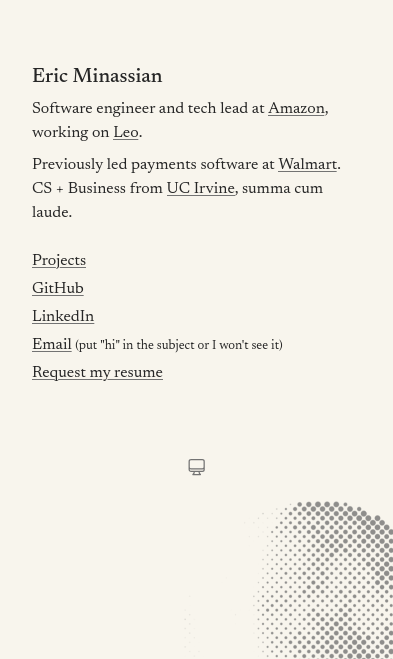 Eric Minassian
Software engineer and tech lead at Amazon,
working on Leo.
Previously led payments software at Walmart.
CS + Business from UC Irvine, summa cum
laude.
Projects
GitHub
LinkedIn
Email (put "hi" in the subject or I won't see it)
Request my resume